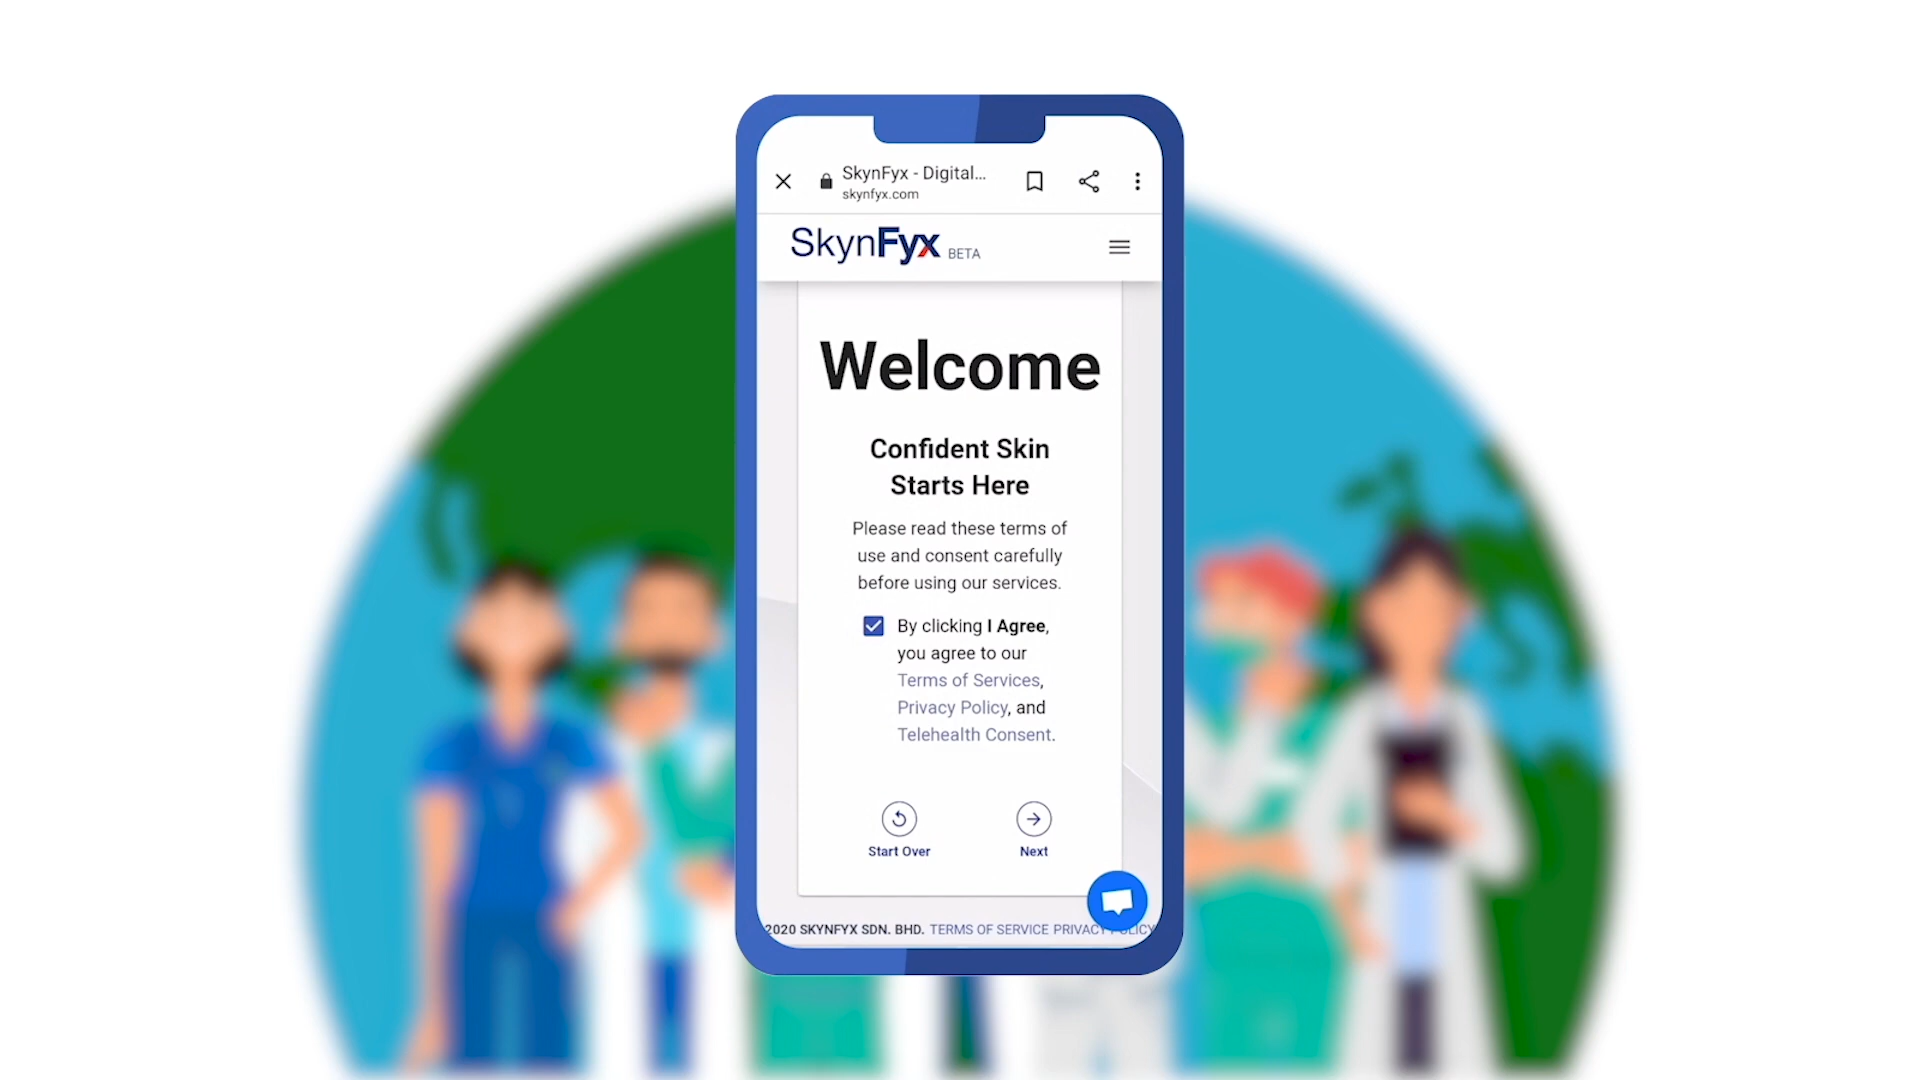 SkynFyx - Digital...
skynfyx.com
SkynFyx BETA
Welcome
Confident Skin
Starts Here
Please read these terms of
use and consent carefully
before using our services.
By clicking I Agree,
you agree to our
Terms of Services,
Privacy Policy, and
Telehealth Consent.
Start Over
Next
2020 SKYNFYX SDN. BHD. TERMS OF SERVICE PRIVACY POLICY